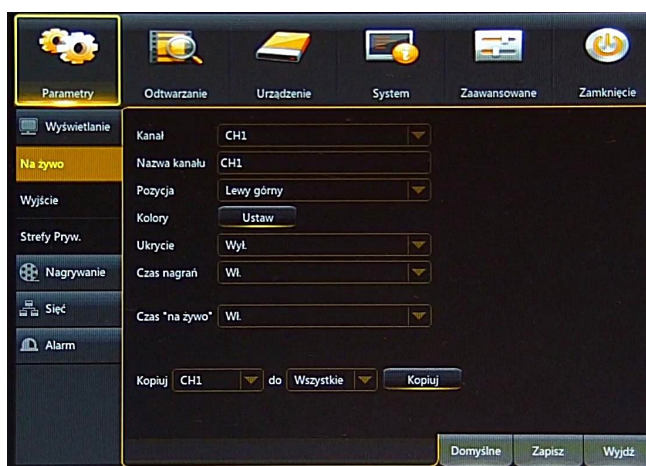 Parametry Odtwarzanie Urządzenie System Zaawansowane Zamknięcie
Wyświetlanie
Na żywo
Wyjście
Strefy Pryw.
Nagrywanie
Sięć
Alarm
Kanał CH1
Nazwa kanału CH1
Pozycja Lewy górny
Kolory Ustaw
Ukrycie Wył.
Czas nagrań Wł.
Czas "na żywo" Wł.
Kopiuj CH1 do Wszystkie Kopiuj
Domyślne Zapisz Wyjdź